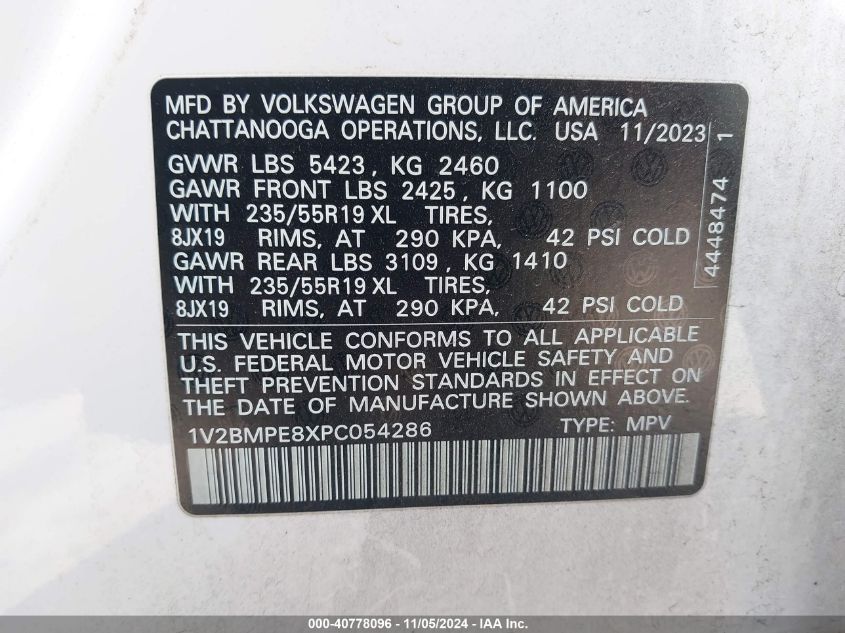 MFD BY VOLKSWAGEN GROUP OF AMERICA
CHATTANOOGA OPERATIONS, LLC. USA 11/2023
GVWR LBS 5423, KG 2460
GAWR FRONT LBS 2425, KG 1100
WITH 235/55R19 XL TIRES,
8JX19 RIMS, AT 290 KPA, 42 PSI COLD
GAWR REAR LBS 3109, KG 1410
WITH 235/55R19 XL TIRES,
8JX19 RIMS, AT 290 KPA, 42 PSI COLD
4448474 1
THIS VEHICLE CONFORMS TO ALL APPLICABLE
U.S. FEDERAL MOTOR VEHICLE SAFETY AND
THEFT PREVENTION STANDARDS IN EFFECT ON
THE DATE OF MANUFACTURE SHOWN ABOVE.
1V2BMPE8XPC054286 TYPE: MPV
000-40778096 - 11/05/2024 - IAA Inc.